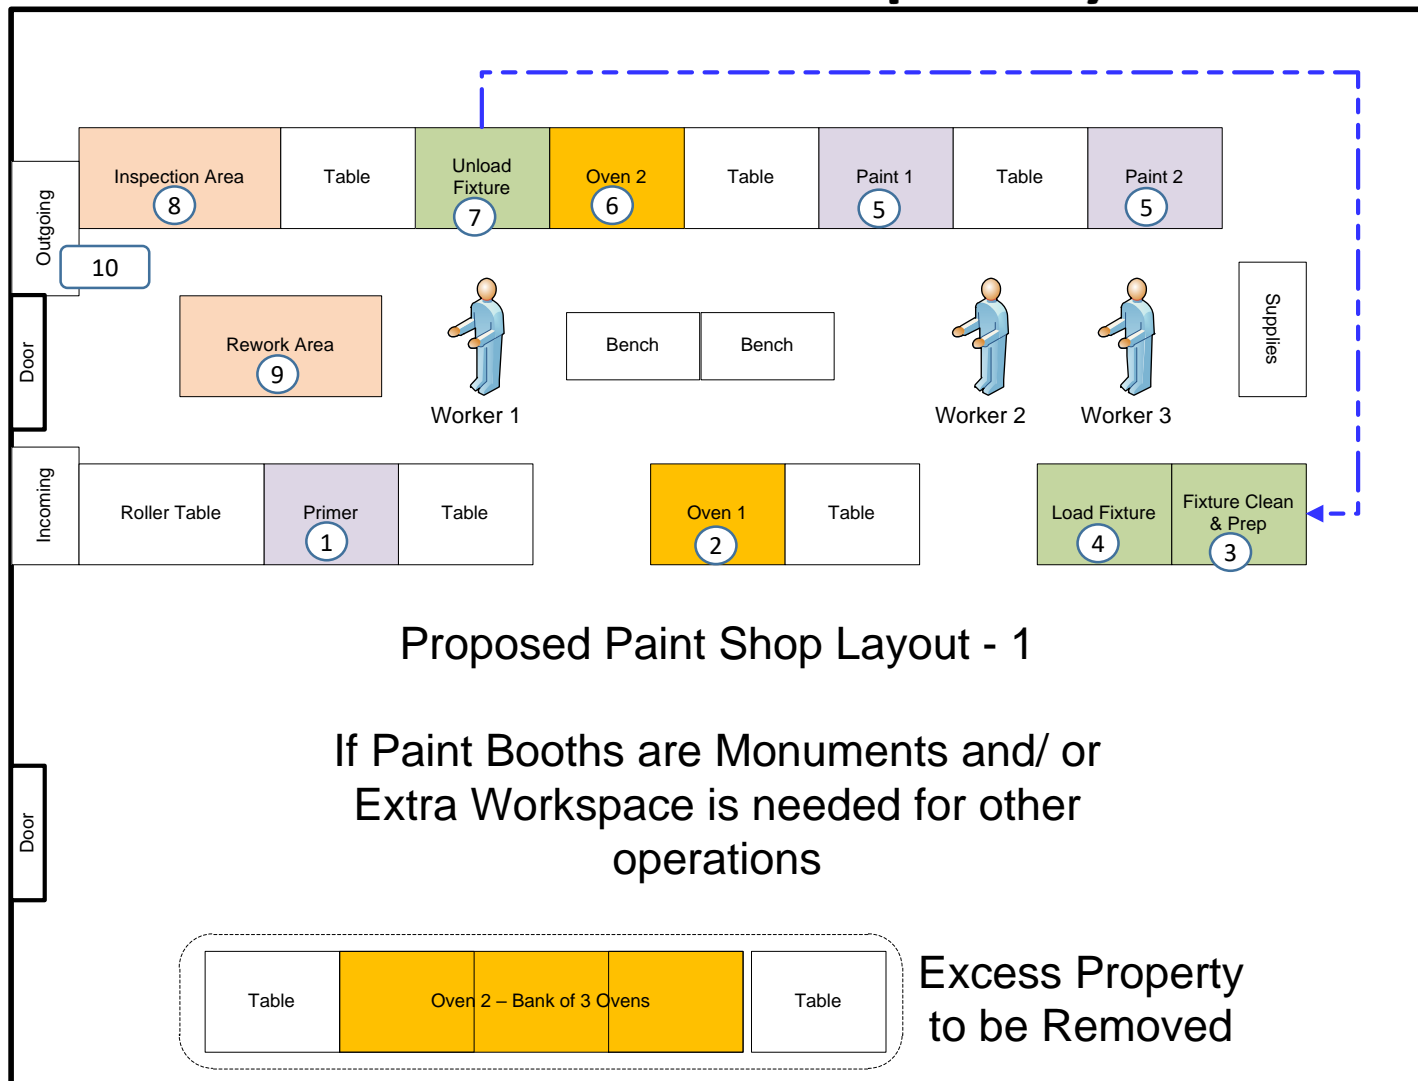 Inspection Area
8
Table
Unload
Fixture
7
Oven 2
6
Table
Paint 1
5
Table
Paint 2
5
Outgoing
10
Door
Rework Area
9
Worker 1
Bench
Bench
Worker 2
Worker 3
Supplies
Incoming
Roller Table
Primer
1
Table
Oven 1
2
Table
Load Fixture
4
Fixture Clean
& Prep
3
Proposed Paint Shop Layout - 1
If Paint Booths are Monuments and/ or
Extra Workspace is needed for other
operations
Door
Table
Oven 2 – Bank of 3 Ovens
Table
Excess Property
to be Removed